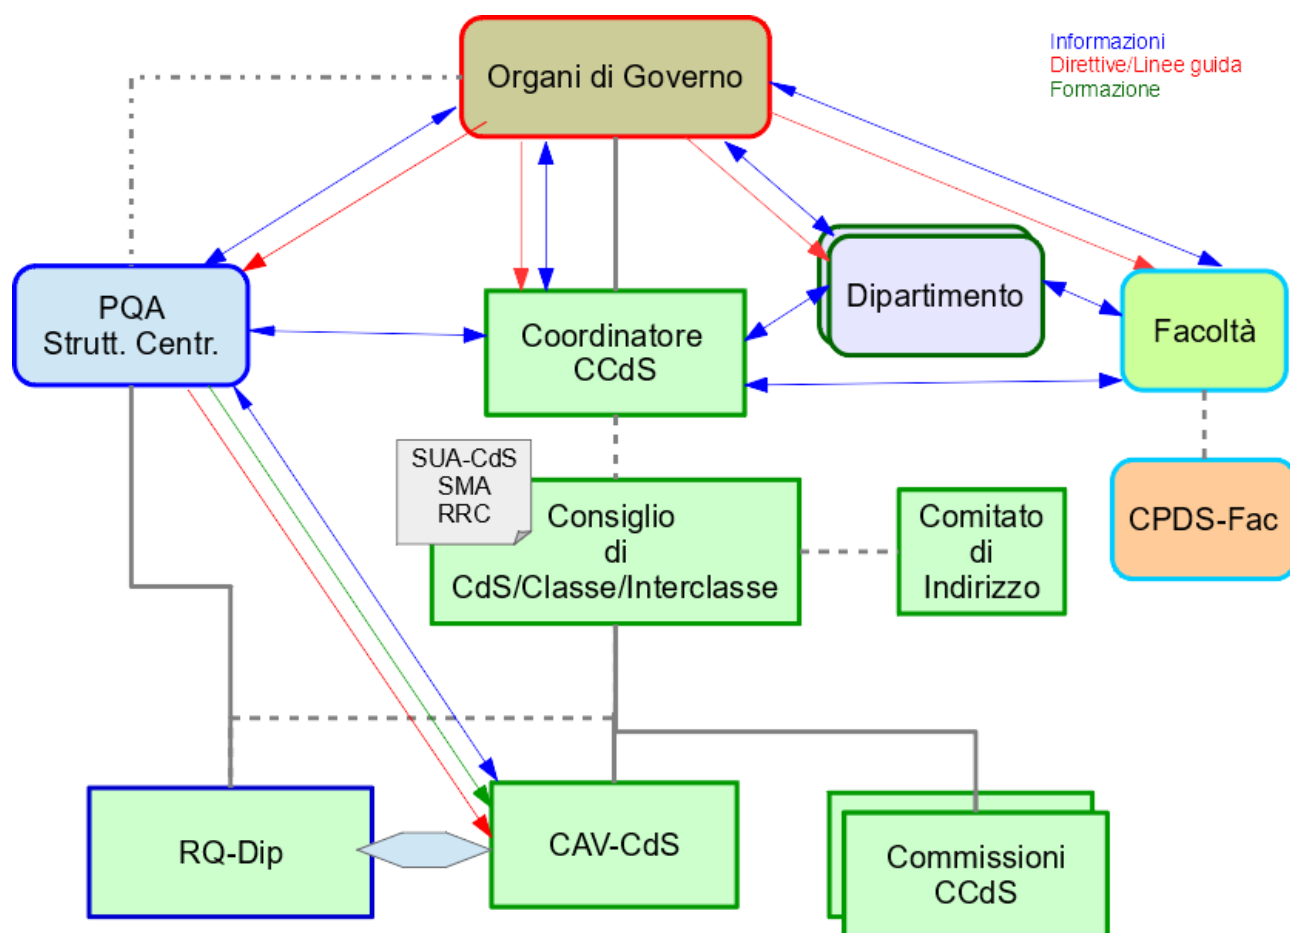 Informazioni
Direttive/Linee guida
Formazione
Organi di Governo
PQA
Strutt. Centr.
Coordinatore
CCdS
Dipartimento
Facoltà
SUA-CdS
SMA
RRC
Consiglio
di
CdS/Classe/Interclasse
Comitato
di
Indirizzo
CPDS-Fac
RQ-Dip
CAV-CdS
Commissioni
CCdS